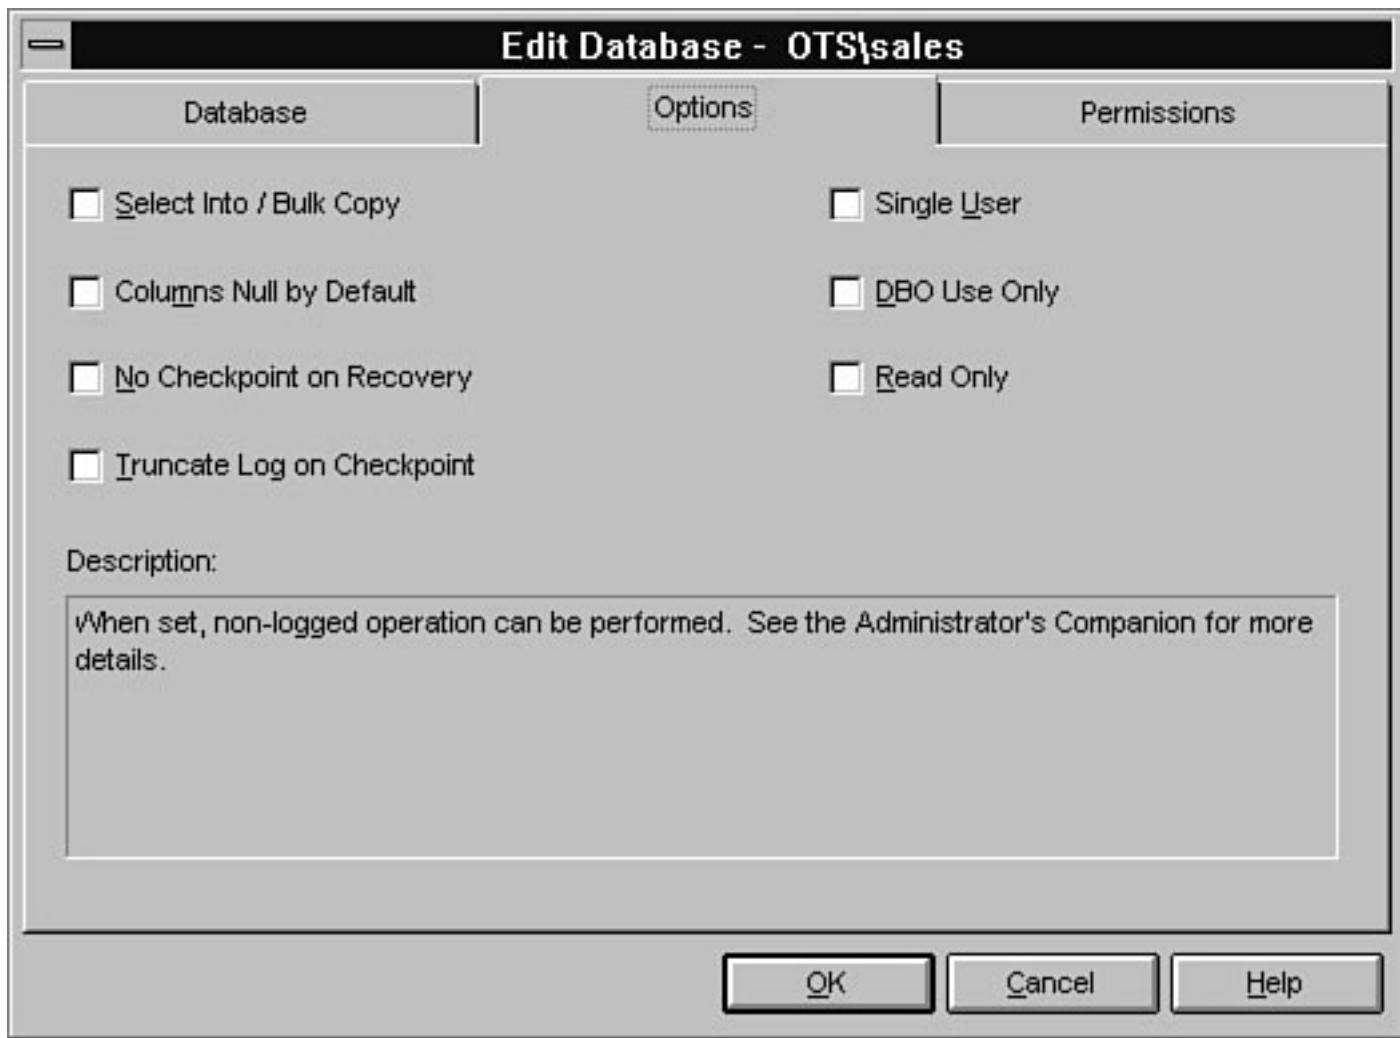 Edit Database - OTS\sales
Database
Options
Permissions
Select Into / Bulk Copy
Single User
Columns Null by Default
DBO Use Only
No Checkpoint on Recovery
Read Only
Truncate Log on Checkpoint
Description:
When set, non-logged operation can be performed. See the Administrator's Companion for more
details.
OK
Cancel
Help